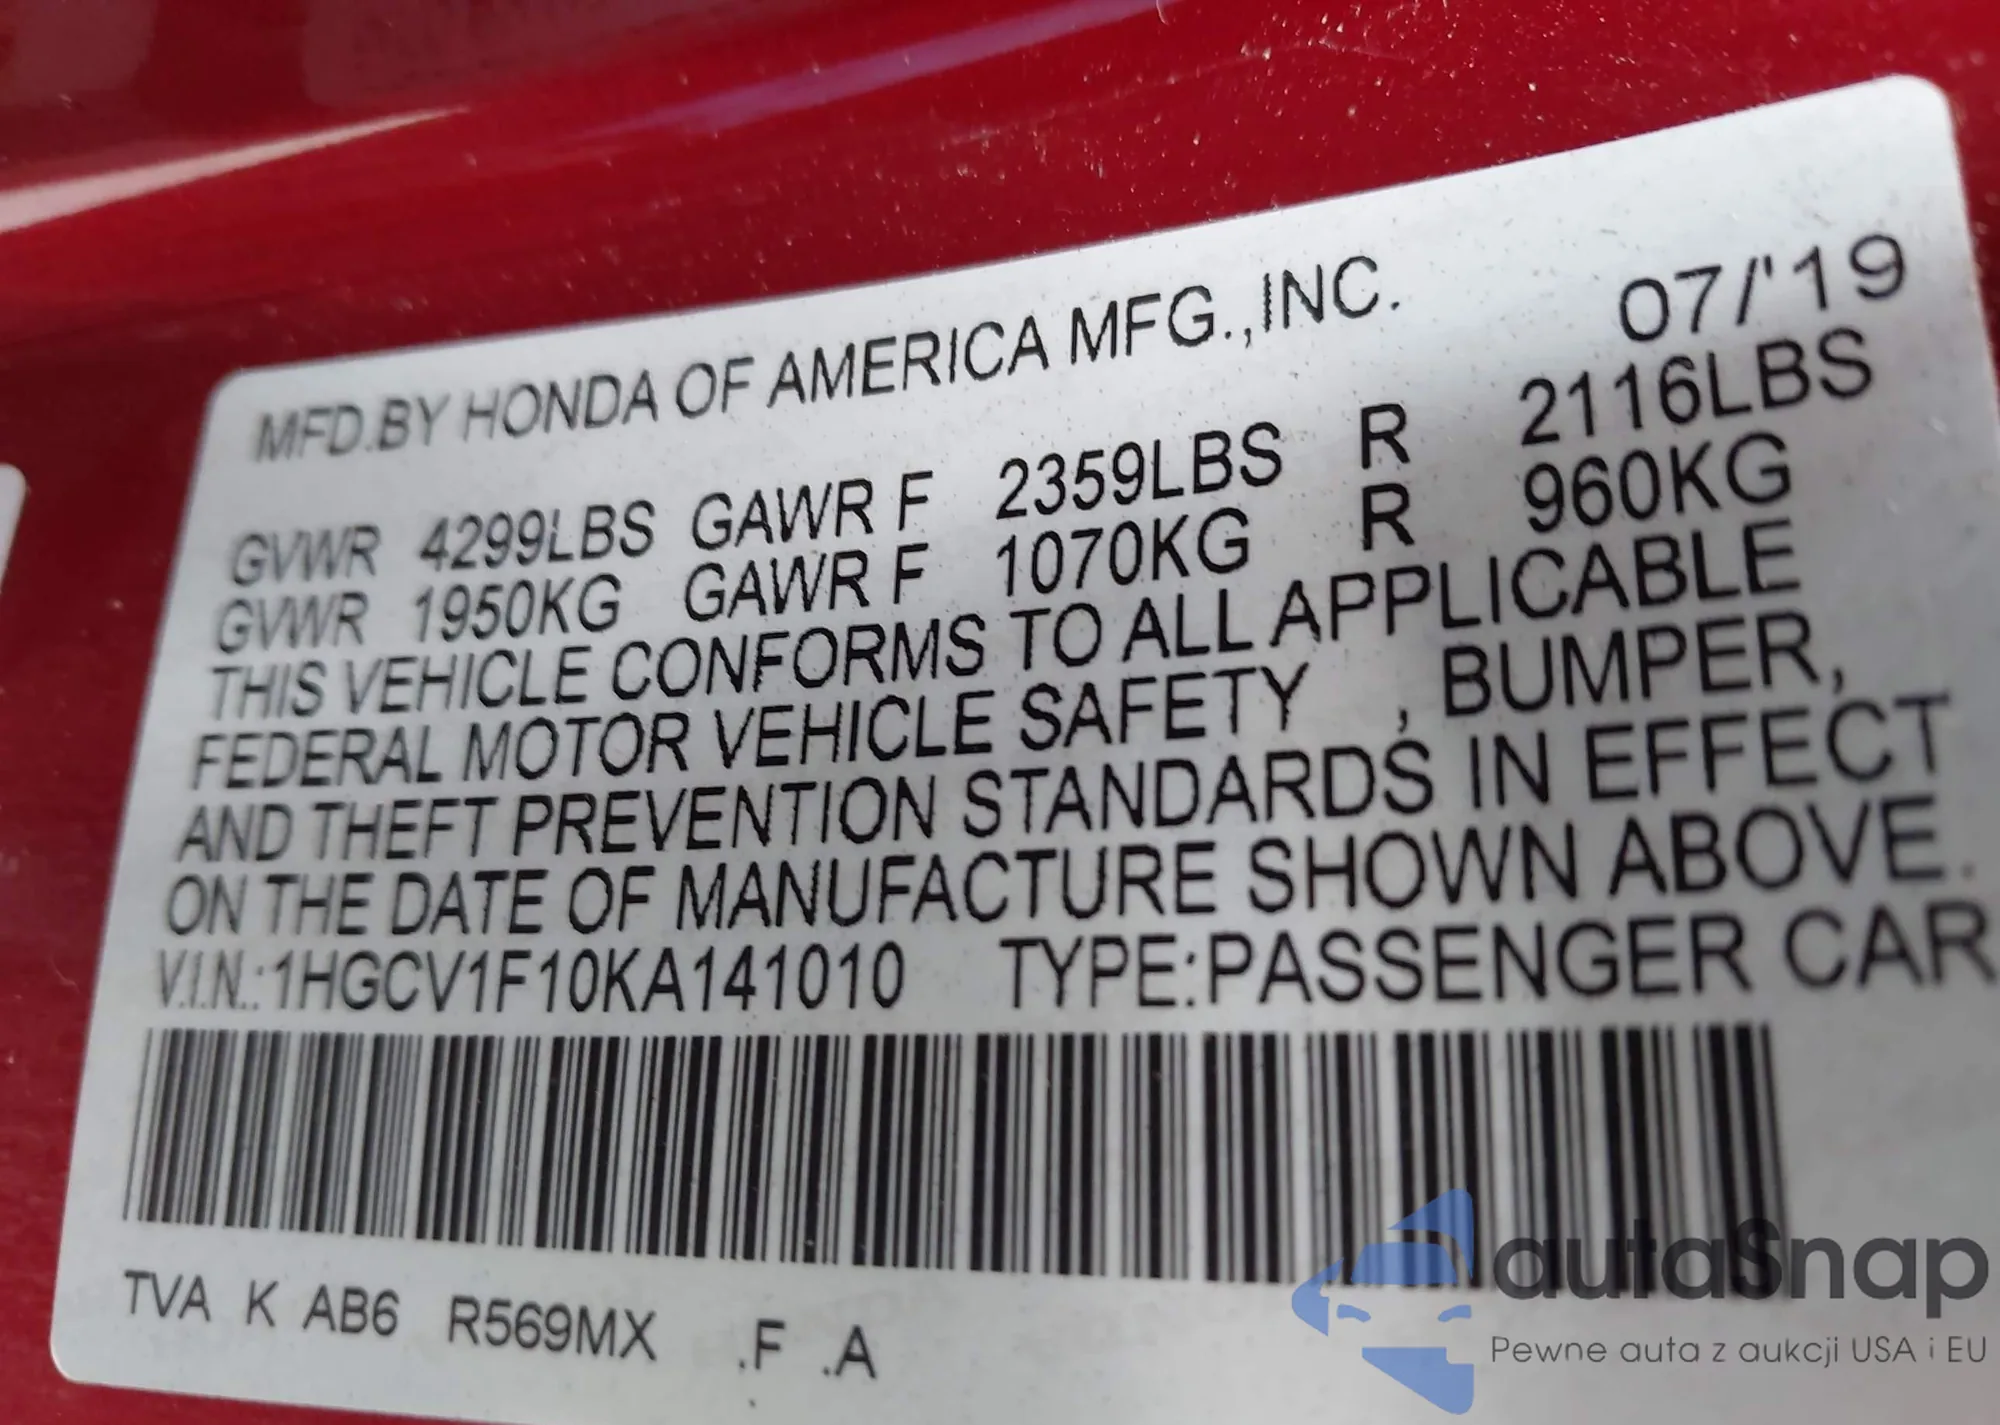 MFD.BY HONDA OF AMERICA MFG.,INC. 07/'19
GVWR 4299LBS GAWR F 2359LBS R 2116LBS
GVWR 1950KG GAWR F 1070KG R 960KG
THIS VEHICLE CONFORMS TO ALL APPLICABLE
FEDERAL MOTOR VEHICLE SAFETY , BUMPER,
AND THEFT PREVENTION STANDARDS IN EFFECT
ON THE DATE OF MANUFACTURE SHOWN ABOVE.
V.I.N.:1HGCV1F10KA141010 TYPE:PASSENGER CAR
TVA K AB6 R569MX .F .A
autaSnap
Pewne auta z aukcji USA i EU